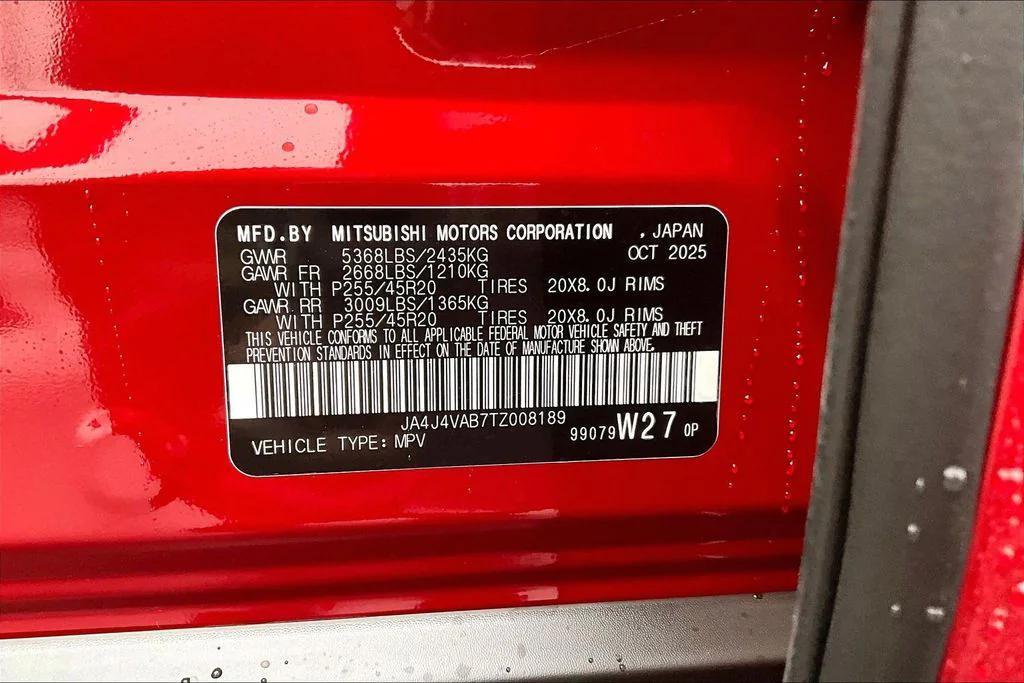 MFD.BY MITSUBISHI MOTORS CORPORATION , JAPAN
OCT 2025
GVWR 5368LBS/2435KG
GAWR FR 2668LBS/1210KG
WITH P255/45R20 TIRES 20X8.0J RIMS
GAWR RR 3009LBS/1365KG
WITH P255/45R20 TIRES 20X8.0J RIMS
THIS VEHICLE CONFORMS TO ALL APPLICABLE FEDERAL MOTOR VEHICLE SAFETY AND THEFT
PREVENTION STANDARDS IN EFFECT ON THE DATE OF MANUFACTURE SHOWN ABOVE.
JA4J4VAB7TZ008189
99079 W27 OP
VEHICLE TYPE: MPV